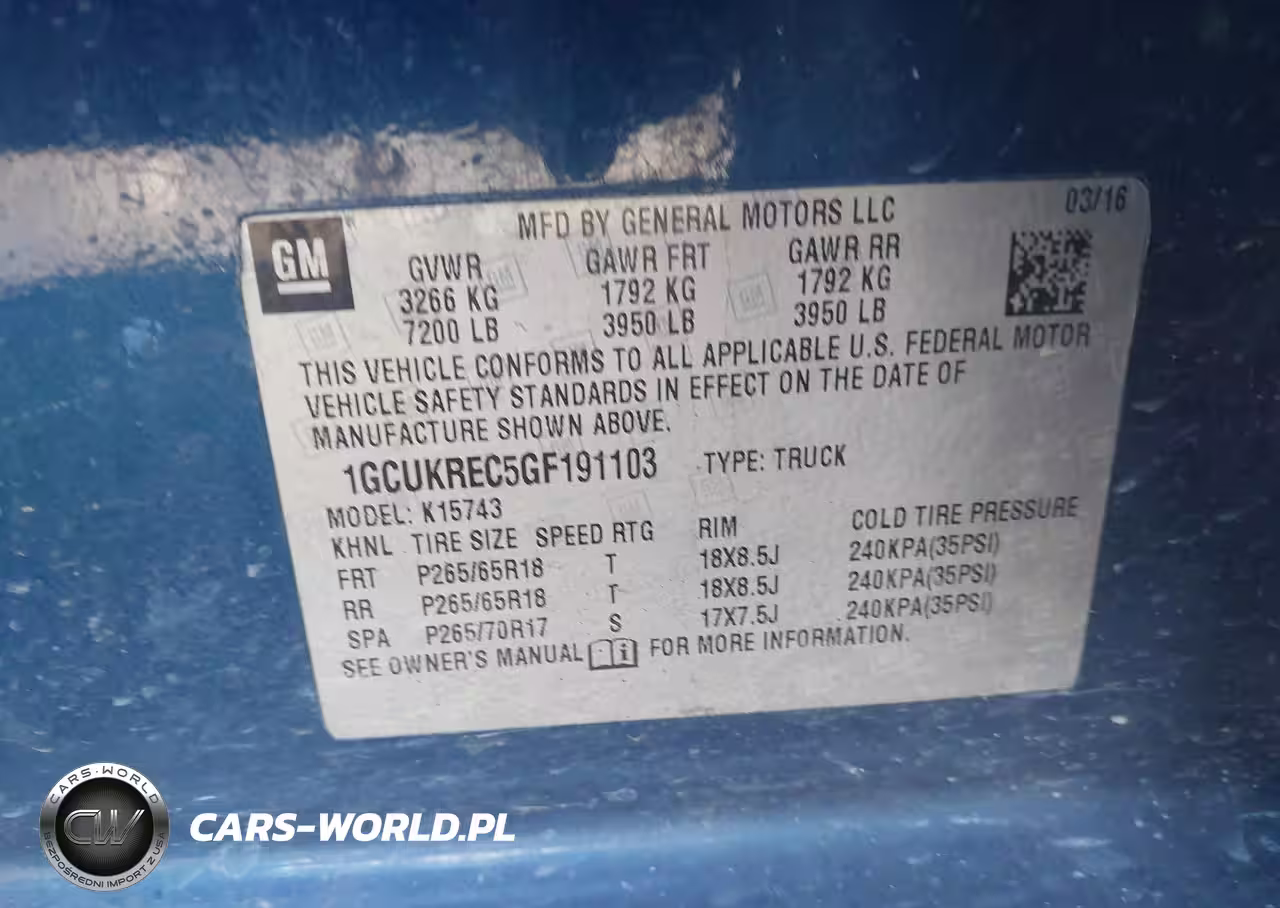 MFD BY GENERAL MOTORS LLC 03/16
GM
GVWR GAWR FRT GAWR RR
3266 KG 1792 KG 1792 KG
7200 LB 3950 LB 3950 LB
THIS VEHICLE CONFORMS TO ALL APPLICABLE U.S. FEDERAL MOTOR
VEHICLE SAFETY STANDARDS IN EFFECT ON THE DATE OF
MANUFACTURE SHOWN ABOVE.
1GCUKREC5GF191103 TYPE: TRUCK
MODEL: K15743
KHNL TIRE SIZE SPEED RTG RIM COLD TIRE PRESSURE
FRT P265/65R18 T 18X8.5J 240KPA(35PSI)
RR P265/65R18 T 18X8.5J 240KPA(35PSI)
SPA P265/70R17 S 17X7.5J 240KPA(35PSI)
SEE OWNER'S MANUAL i FOR MORE INFORMATION.
CARS-WORLD
CW
BEZPOŚREDNI IMPORT Z USA
CARS-WORLD.PL